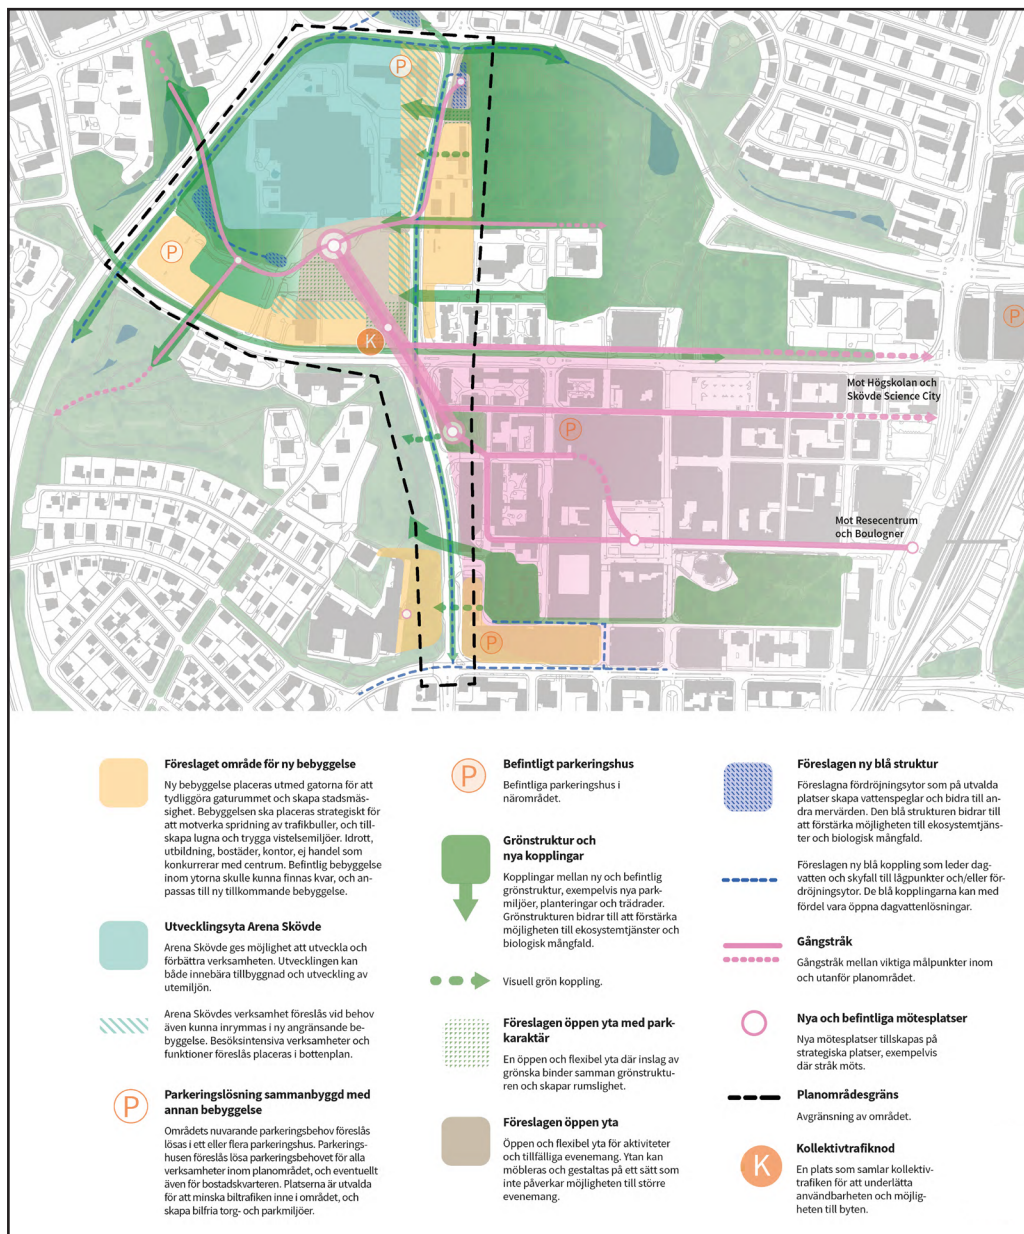 P
P
P
Mot Högskolan och
Skövde Science City
K
P
Mot Resecentrum
och Boulogner
P
Föreslaget område för ny bebyggelse
Ny bebyggelse placeras utmed gatorna för att
tydliggöra gaturummet och skapa stadsmäs-
sighet. Bebyggelsen ska placeras strategiskt för
att motverka spridning av trafikbuller, och till-
skapa lugna och trygga vistelsemiljöer. Idrott,
utbildning, bostäder, kontor, ej handel som
konkurrerar med centrum. Befintlig bebyggelse
inom ytorna skulle kunna finnas kvar, och an-
passas till ny tillkommande bebyggelse.
Utvecklingsyta Arena Skövde
Arena Skövde ges möjlighet att utveckla och
förbättra verksamheten. Utvecklingen kan
både innebära tillbyggnad och utveckling av
utemiljön.
Arena Skövdes verksamhet föreslås vid behov
även kunna inrymmas i ny angränsande be-
byggelse. Besöksintensiva verksamheter och
funktioner föreslås placeras i bottenplan.
P
Parkeringslösning sammanbyggd med
annan bebyggelse
Områdets nuvarande parkeringsbehov föreslås
lösas i ett eller flera parkeringshus. Parkerings-
husen föreslås lösa parkeringsbehovet för alla
verksamheter inom planområdet, och eventuellt
även för bostadskvarteren. Platserna är utvalda
för att minska biltrafiken inne i området, och
skapa bilfria torg- och parkmiljöer.
P
Befintligt parkeringshus
Befintliga parkeringshus i
närområdet.
Grönstruktur och
nya kopplingar
Kopplingar mellan ny och befintlig
grönstruktur, exempelvis nya park-
miljöer, planteringar och trädrader.
Grönstrukturen bidrar till att förstärka
möjligheten till ekosystemtjänster och
biologisk mångfald.
Visuell grön koppling.
Föreslagen öppen yta med park-
karaktär
En öppen och flexibel yta där inslag av
grönska binder samman grönstruktu-
ren och skapar rumslighet.
Föreslagen öppen yta
Öppen och flexibel yta för aktiviteter
och tillfälliga evenemang. Ytan kan
möbleras och gestaltas på ett sätt som
inte påverkar möjligheten till större
evenemang.
Föreslagen ny blå struktur
Föreslagna fördröjningsytor som på utvalda
platser skapa vattenspeglar och bidra till an-
dra mervärden. Den blå strukturen bidrar till
att förstärka möjligheten till ekosystemtjäns-
ter och biologisk mångfald.
Föreslagen ny blå koppling som leder dag-
vatten och skyfall till lågpunkter och/eller för-
dröjningsytor. De blå kopplingarna kan med
fördel vara öppna dagvattenlösningar.
Gångstråk
Gångstråk mellan viktiga målpunkter inom
och utanför planområdet.
Nya och befintliga mötesplatser
Nya mötesplatser tillskapas på
strategiska platser, exempelvis
där stråk möts.
Planområdesgräns
Avgränsning av området.
K
Kollektivtrafiknod
En plats som samlar kollektiv-
trafiken för att underlätta
användbarheten och möjlig-
heten till byten.